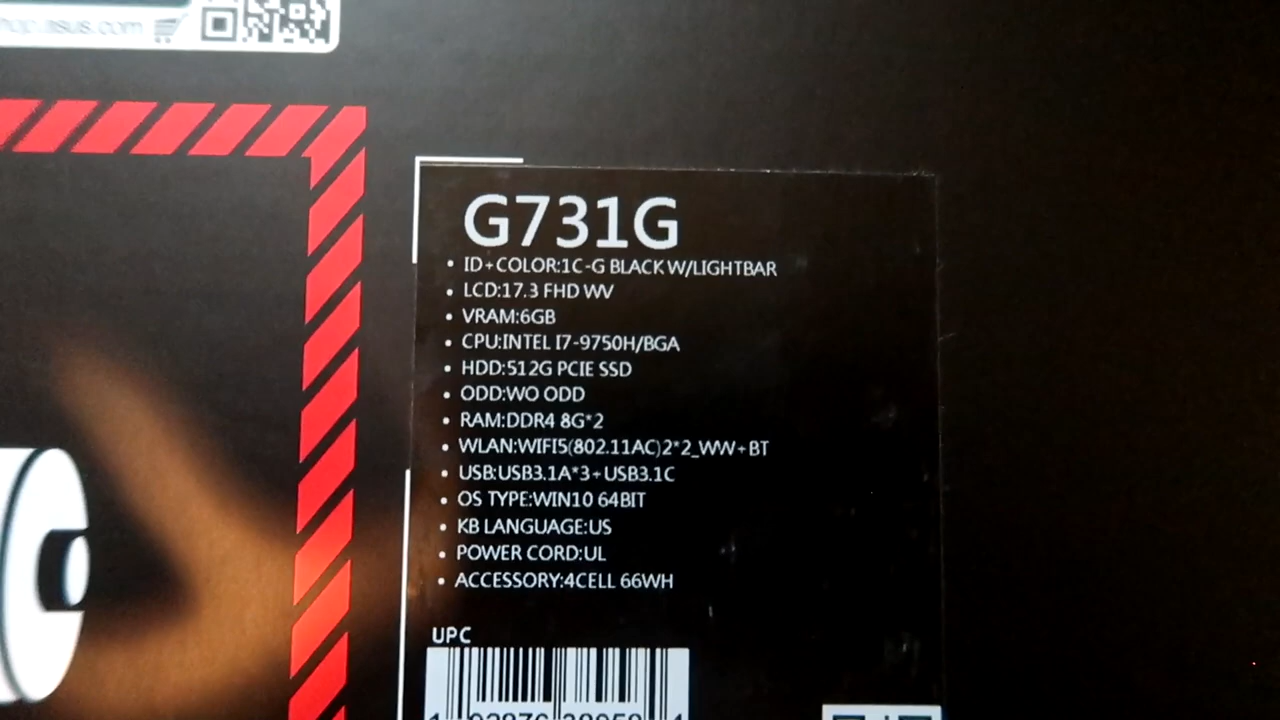 G731G
• ID+COLOR:1C-G BLACK W/LIGHTBAR
• LCD:17.3 FHD WV
• VRAM:6GB
• CPU:INTEL I7-9750H/BGA
• HDD:512G PCIE SSD
• ODD:WO ODD
• RAM:DDR4 8G*2
• WLAN:WIFI5(802.11AC)2*2_WW+BT
• USB:USB3.1A*3+USB3.1C
• OS TYPE:WIN10 64BIT
• KB LANGUAGE:US
• POWER CORD:UL
• ACCESSORY:4CELL 66WH
UPC